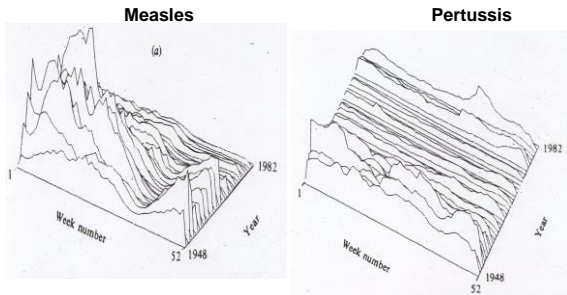 Measles
Pertussis
(a)
1
Week number
52
1948
Year
1982
1
Week number
52
1948
Year
1982